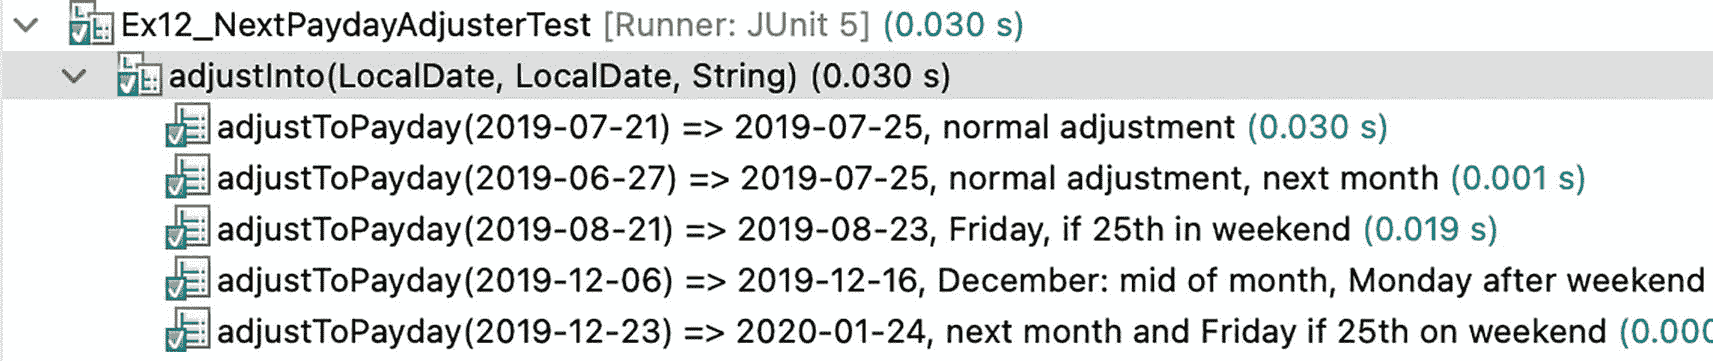 Ex12_NextPaydayAdjusterTest [Runner: JUnit 5] (0.030 s)
adjustInto(LocalDate, LocalDate, String) (0.030 s)
adjustToPayday(2019-07-21) => 2019-07-25, normal adjustment (0.030 s)
adjustToPayday(2019-06-27) => 2019-07-25, normal adjustment, next month (0.001 s)
adjustToPayday(2019-08-21) => 2019-08-23, Friday, if 25th in weekend (0.019 s)
adjustToPayday(2019-12-06) => 2019-12-16, December: mid of month, Monday after weekend
adjustToPayday(2019-12-23) => 2020-01-24, next month and Friday if 25th on weekend (0.000